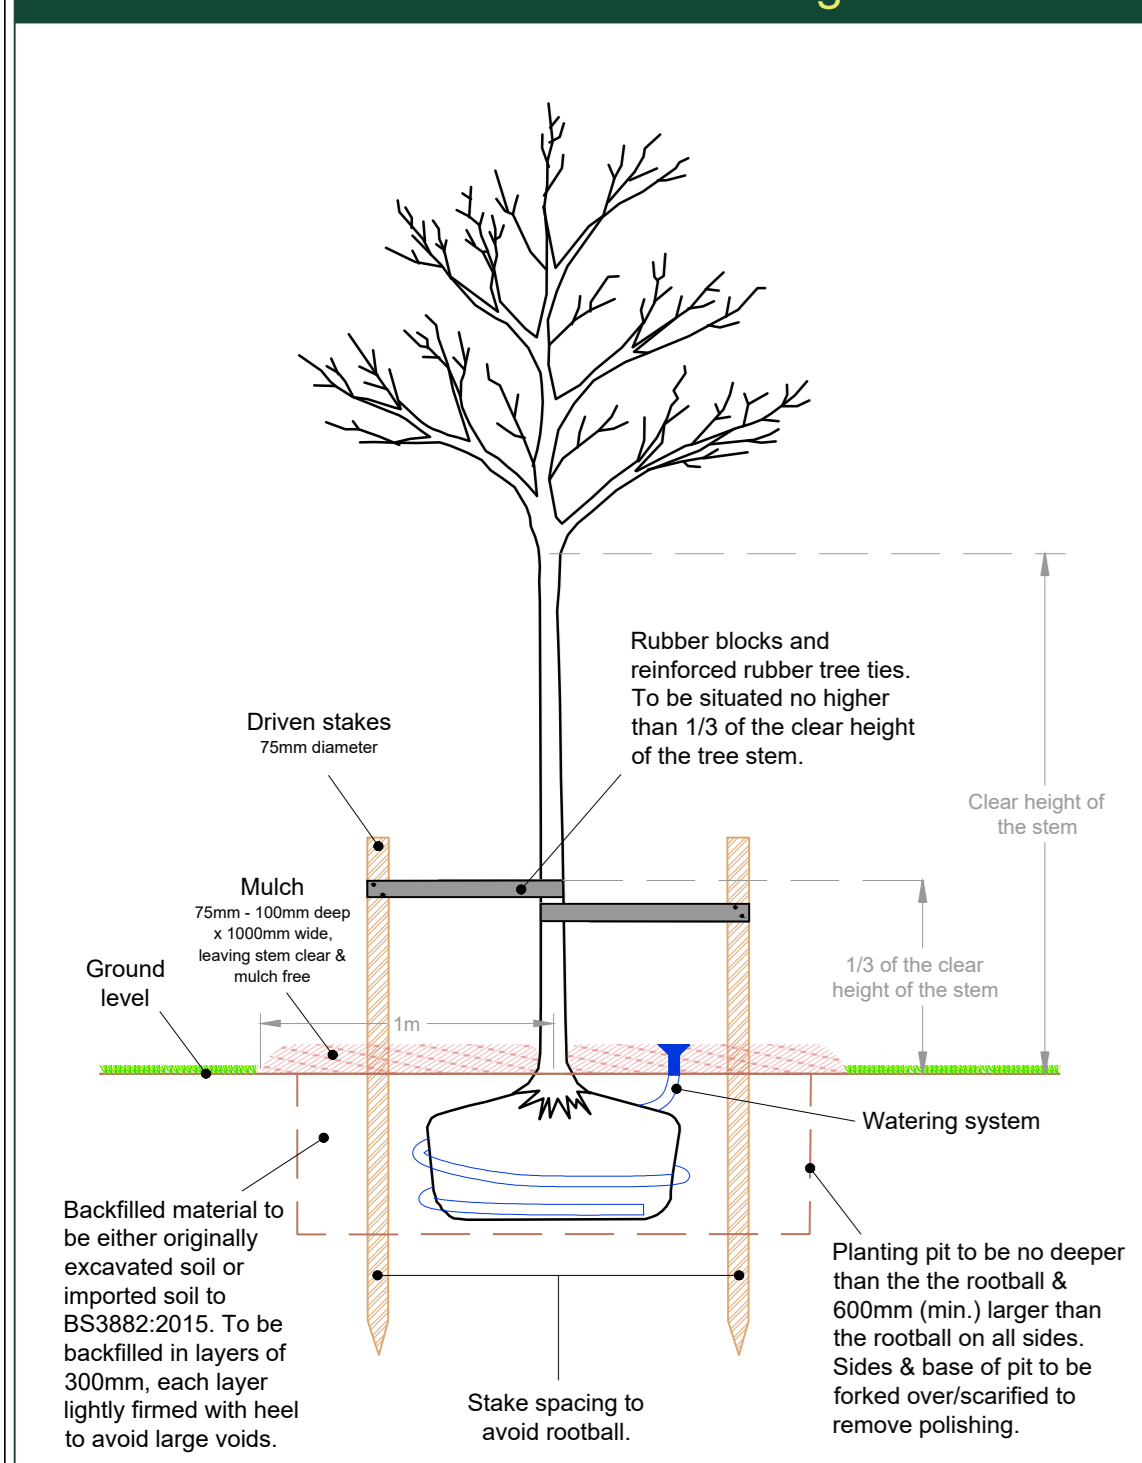 Rubber blocks and
reinforced rubber tree ties.
To be situated no higher
than 1/3 of the clear height
of the tree stem.
Driven stakes
75mm diameter
Clear height of
the stem
Mulch
75mm - 100mm deep
x 1000mm wide,
leaving stem clear &
mulch free
Ground
level
1/3 of the clear
height of the stem
1m
Watering system
Backfilled material to
be either originally
excavated soil or
imported soil to
BS3882:2015. To be
backfilled in layers of
300mm, each layer
lightly firmed with heel
to avoid large voids.
Planting pit to be no deeper
than the the rootball &
600mm (min.) larger than
the rootball on all sides.
Sides & base of pit to be
forked over/scarified to
remove polishing.
Stake spacing to
avoid rootball.